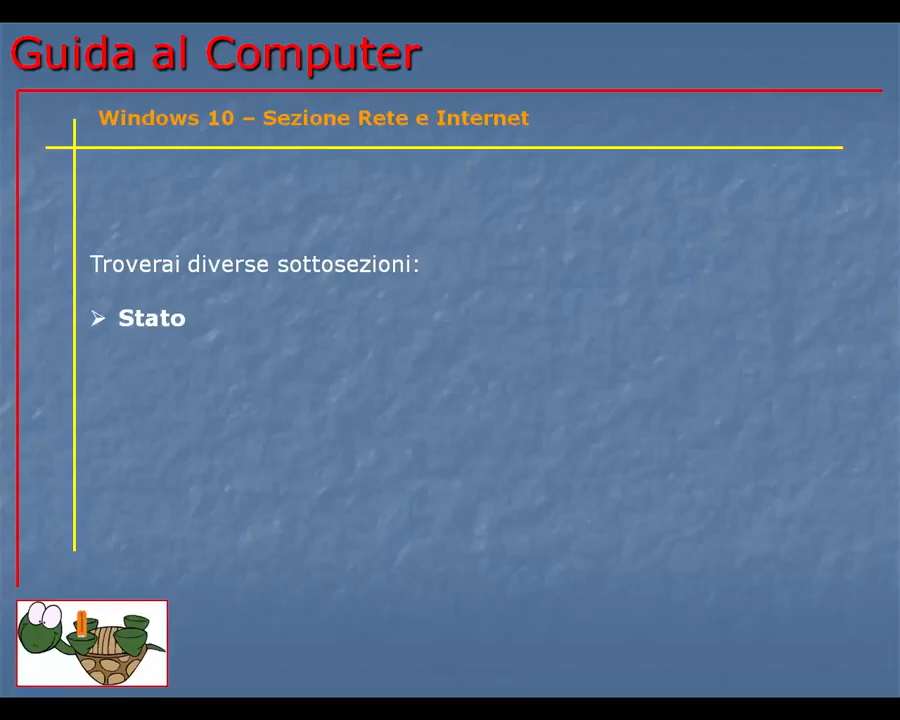 Guida al Computer
Windows 10 – Sezione Rete e Internet
Troverai diverse sottosezioni:
➢ Stato